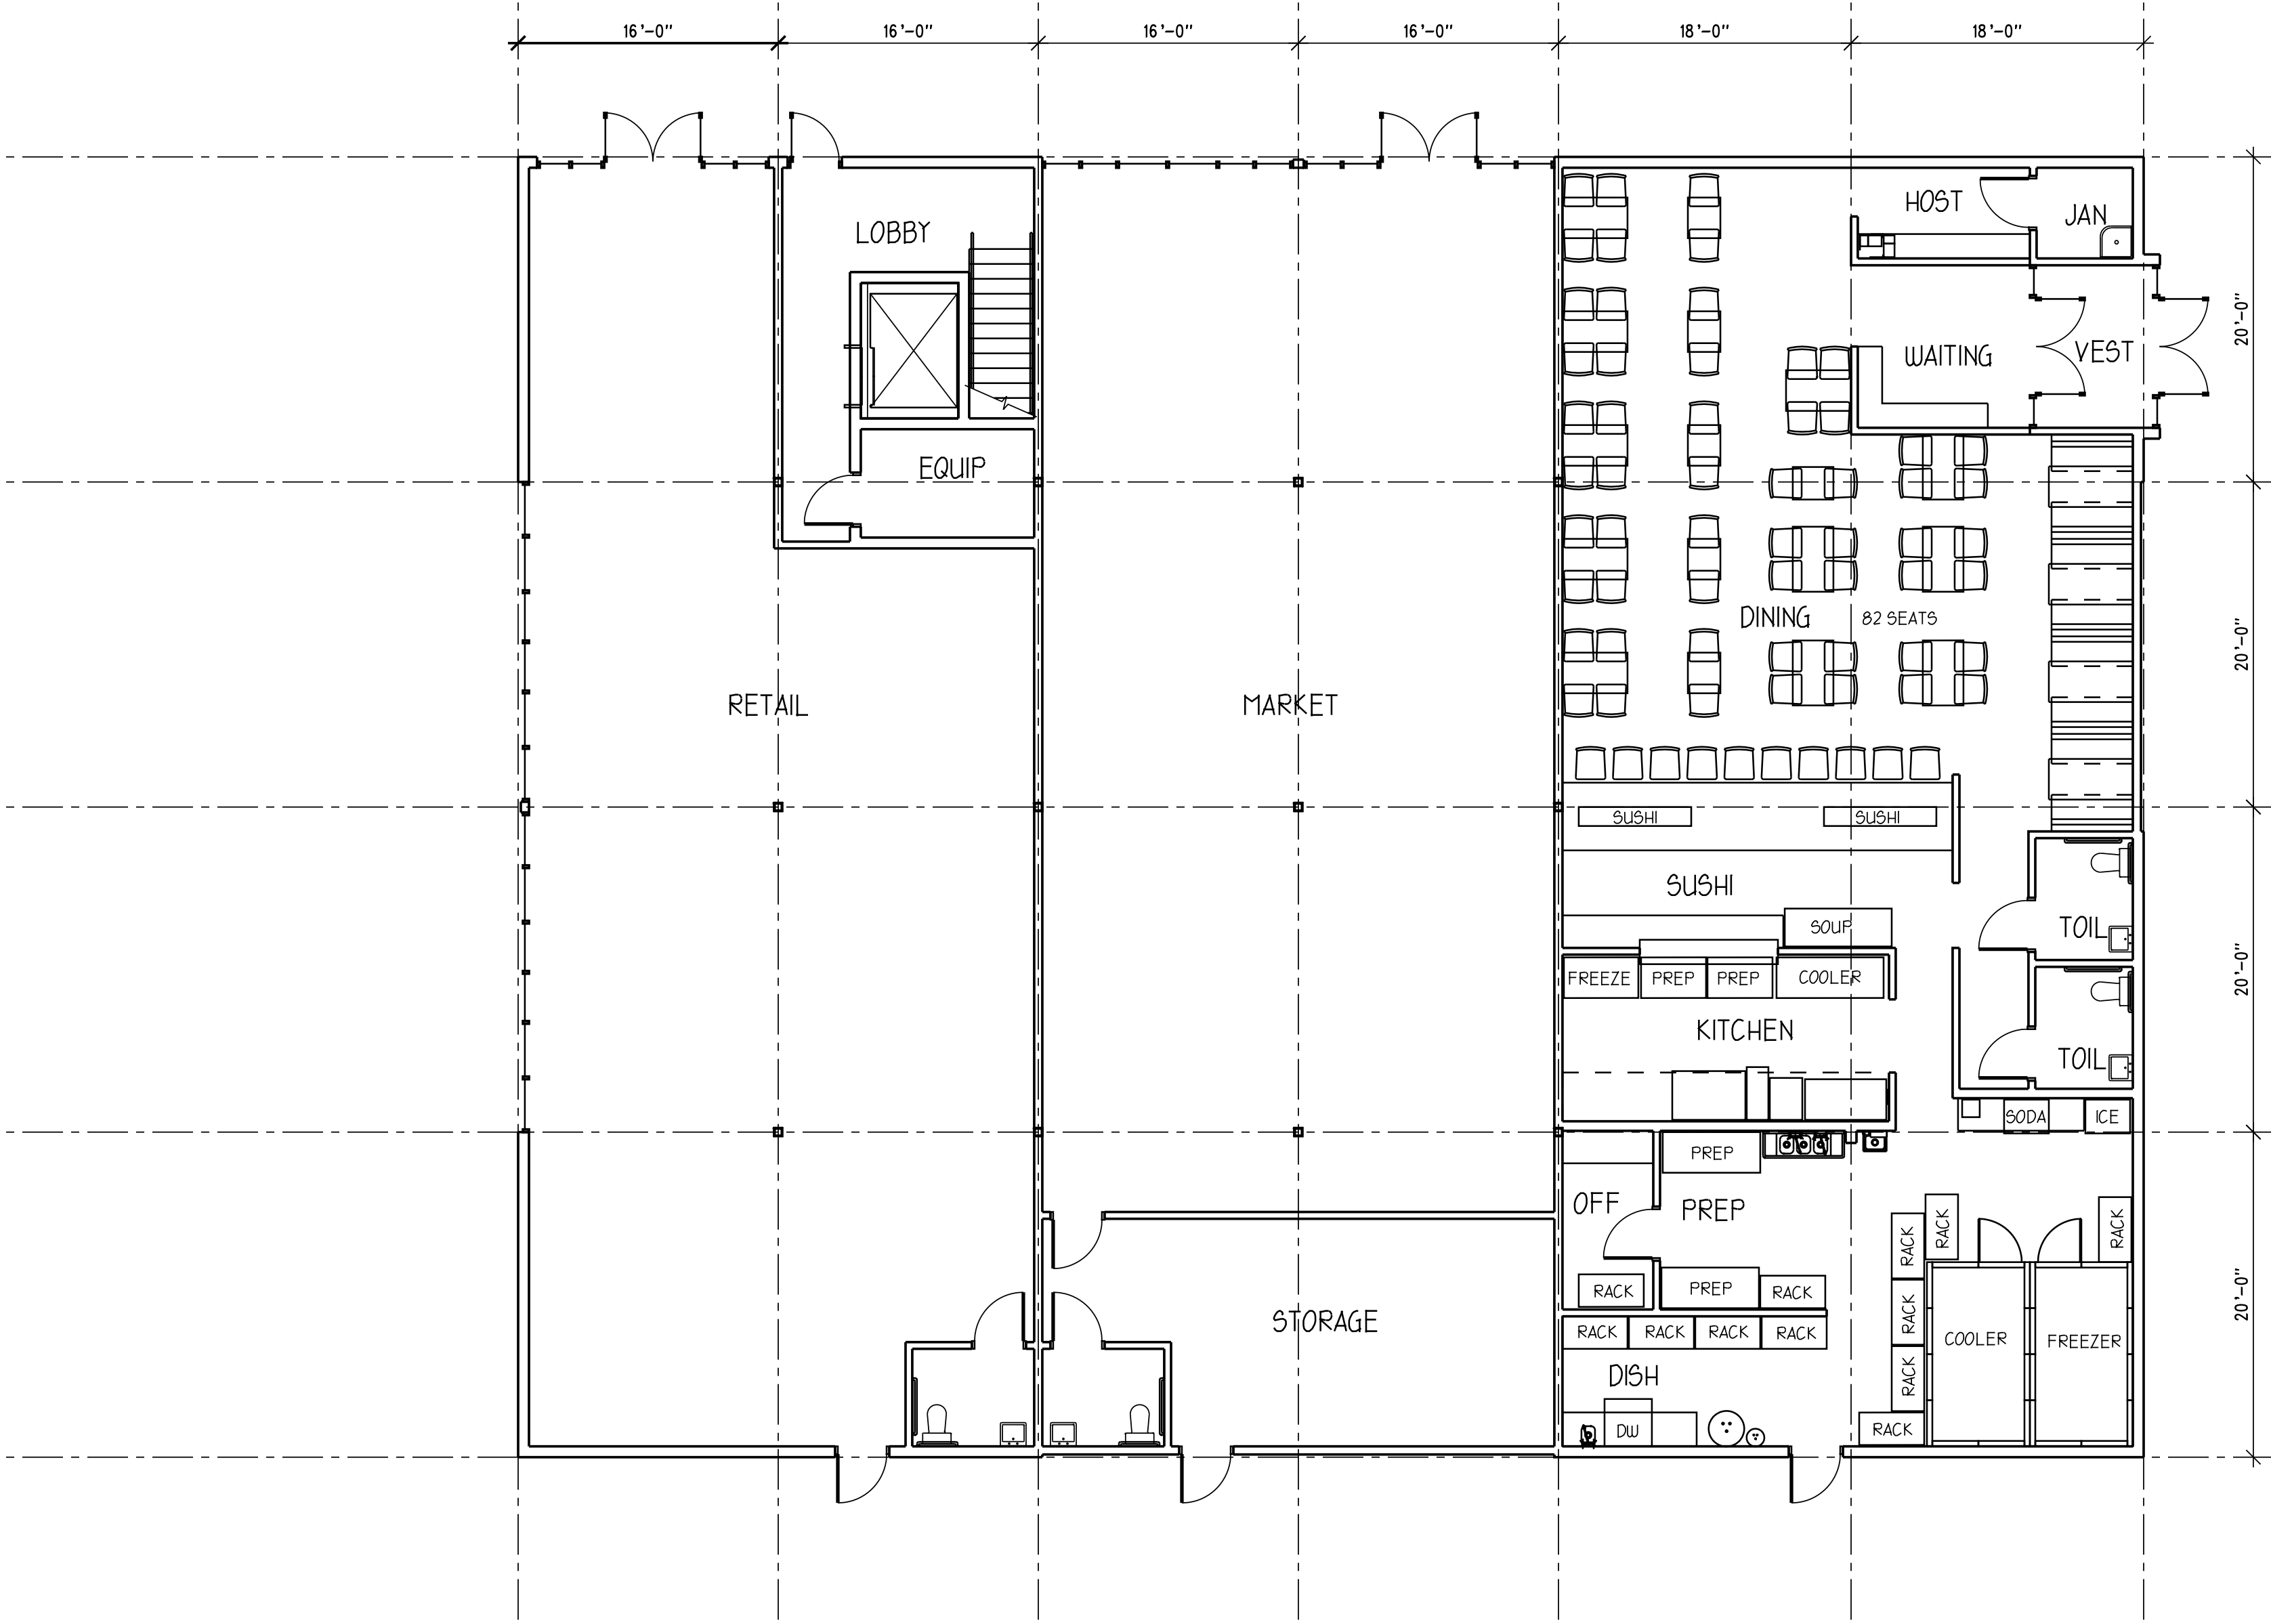 16'-0"
16'-0"
16'-0"
16'-0"
18'-0"
18'-0"
HOST
JAN
LOBBY
20'-0"
WAITING
VEST
EQUIP
DINING
82 SEATS
20'-0"
RETAIL
MARKET
SUSHI
SUSHI
SUSHI
SOUP
TOIL
FREEZE
PREP
PREP
COOLER
20'-0"
KITCHEN
TOIL
SODA
ICE
PREP
OFF
PREP
RACK
RACK
RACK
RACK
PREP
RACK
20'-0"
STORAGE
RACK
RACK
RACK
RACK
RACK
COOLER
FREEZER
DISH
RACK
DW
RACK